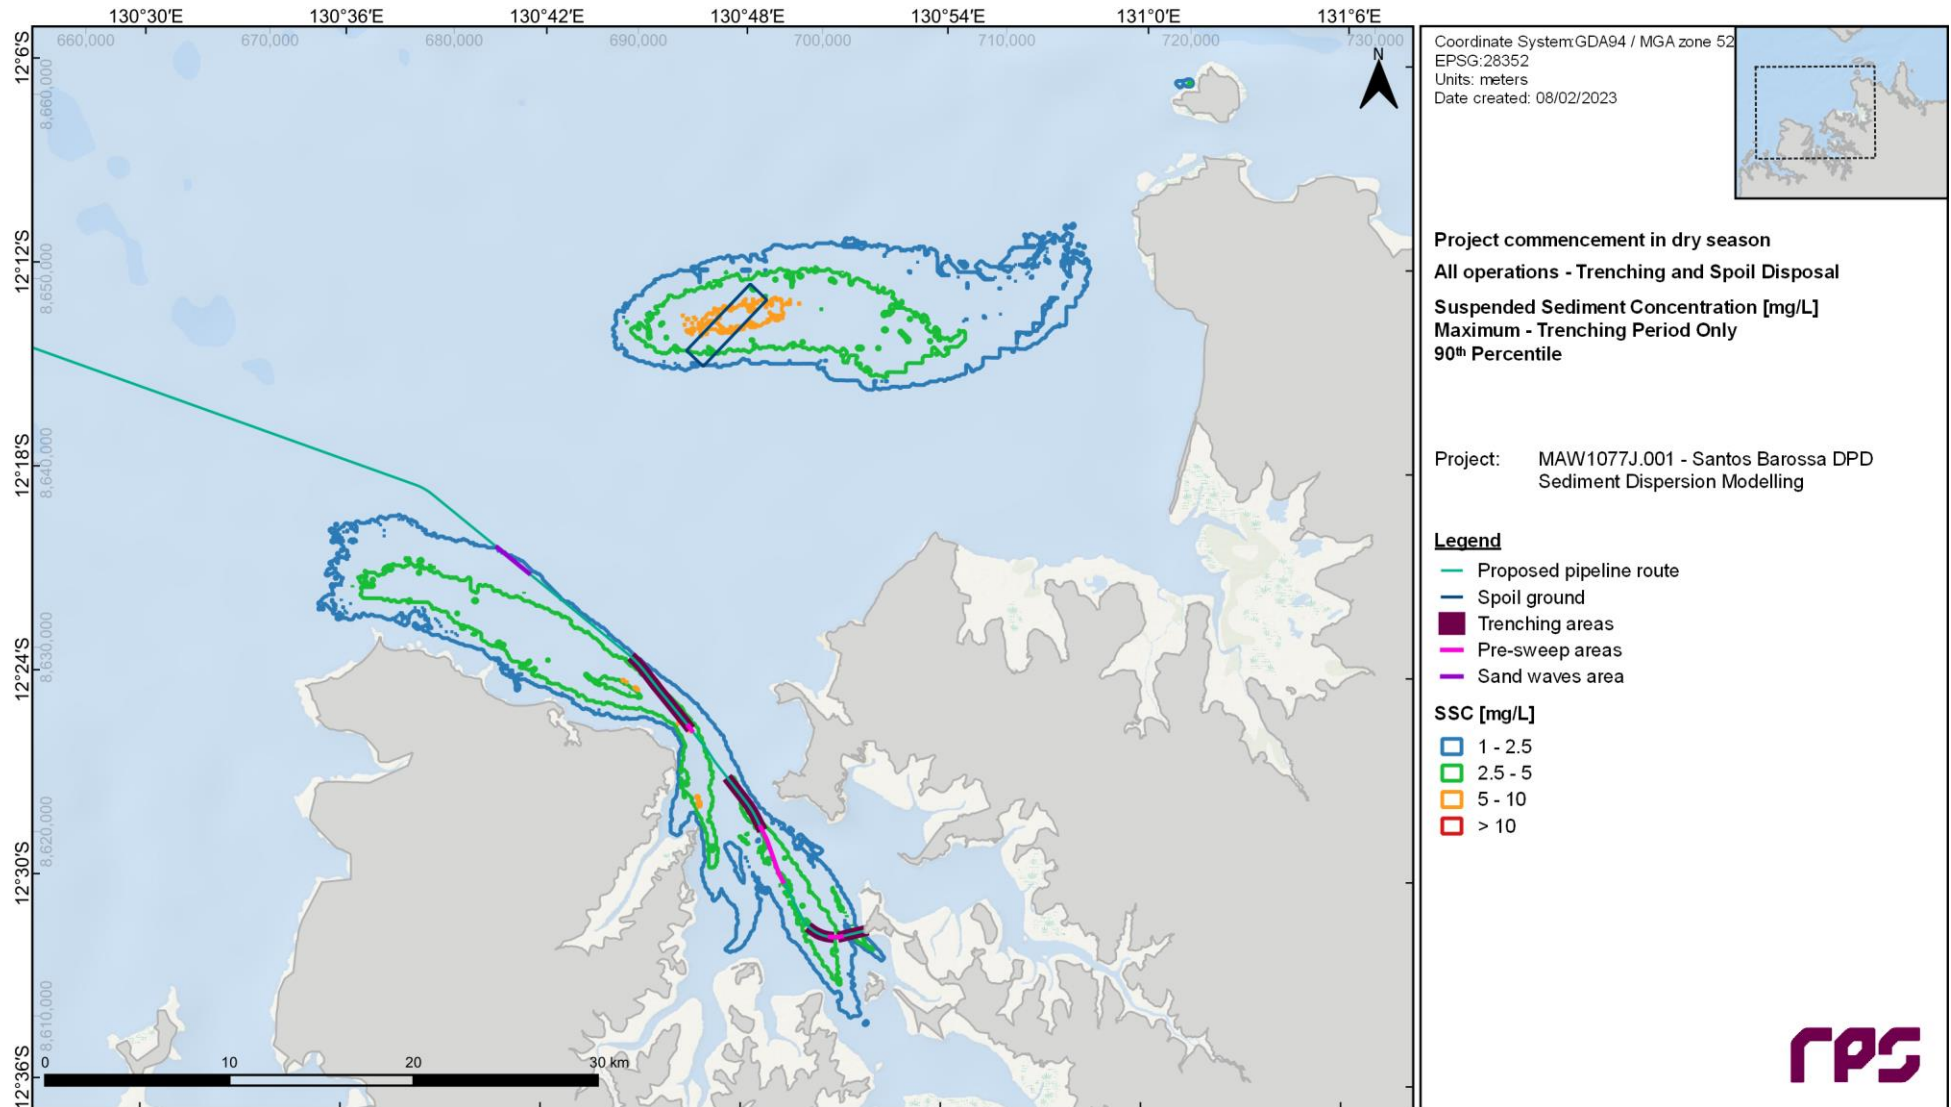 130°30'E 130°36'E 130°42'E 130°48'E 130°54'E 131°0'E 131°6'E
660,000 670,000 680,000 690,000 700,000 710,000 720,000 730,000
12°6'S
8,660,000
12°12'S
8,650,000
12°18'S
8,640,000
12°24'S
8,630,000
12°30'S
8,620,000
12°36'S
8,610,000
N
0 10 20 30 km
Coordinate System:GDA94 / MGA zone 52
EPSG:28352
Units: meters
Date created: 08/02/2023
Project commencement in dry season
All operations - Trenching and Spoil Disposal
Suspended Sediment Concentration [mg/L]
Maximum - Trenching Period Only
90th Percentile
Project: MAW1077J.001 - Santos Barossa DPD
Sediment Dispersion Modelling
Legend
Proposed pipeline route
Spoil ground
Trenching areas
Pre-sweep areas
Sand waves area
SSC [mg/L]
1 - 2.5
2.5 - 5
5 - 10
> 10
rps